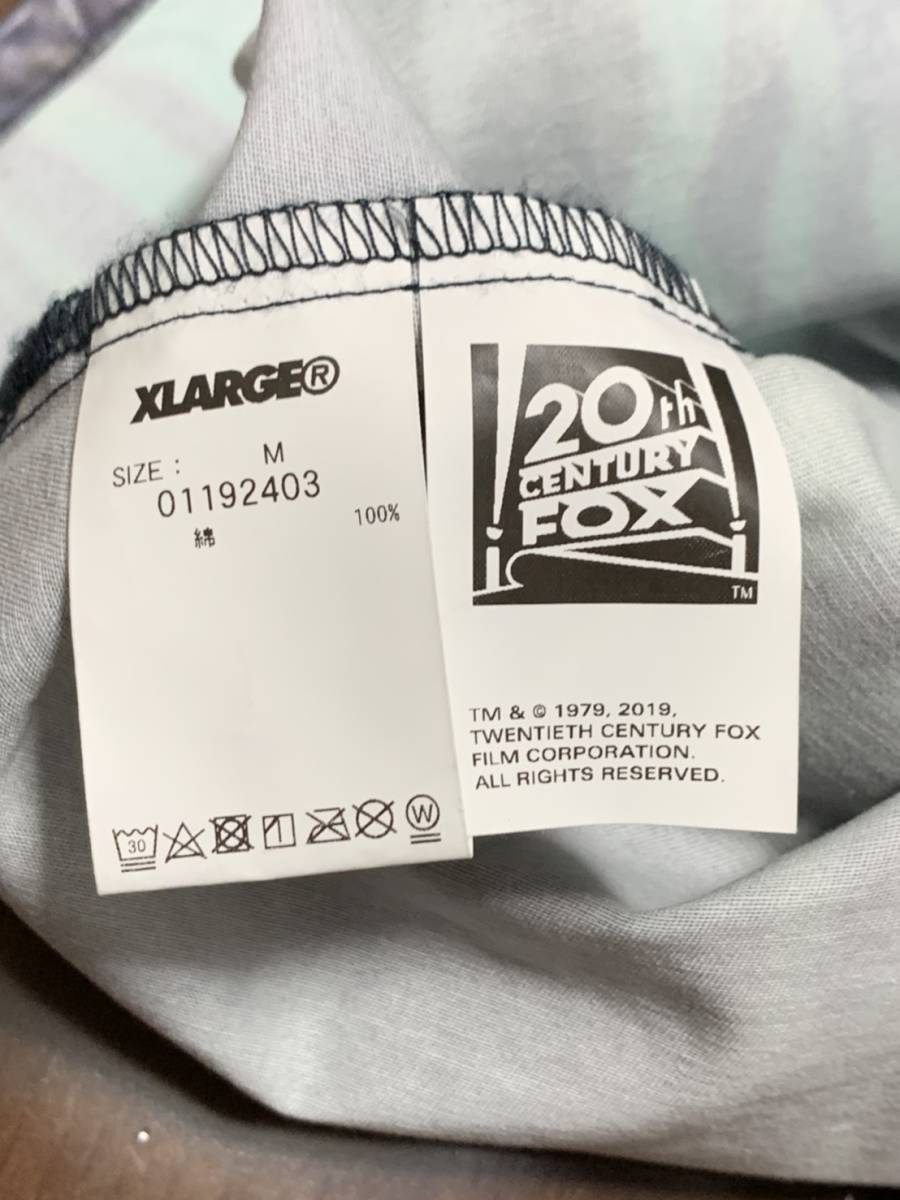 XLARGE®
SIZE : M
01192403
綿 100%
30
W
20th
CENTURY
FOX
TM
TM & © 1979, 2019,
TWENTIETH CENTURY FOX
FILM CORPORATION.
ALL RIGHTS RESERVED.